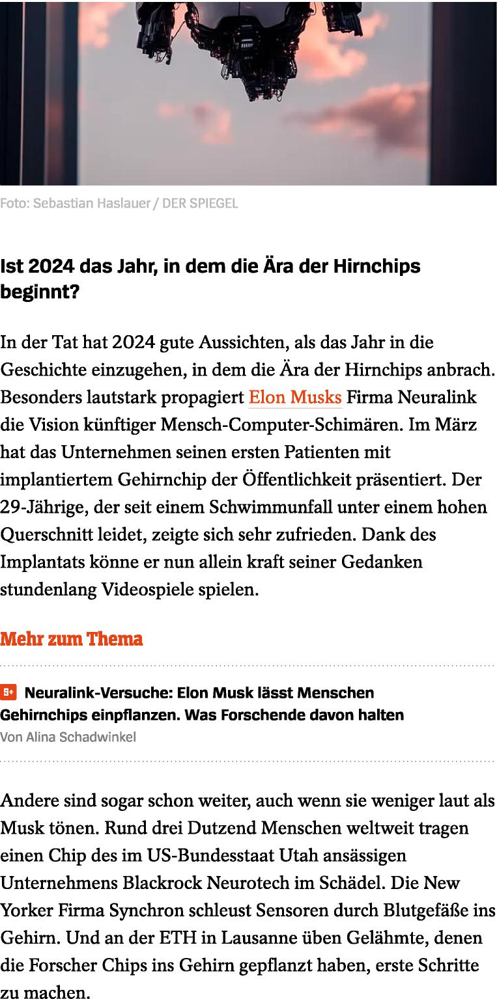 Foto: Sebastian Haslauer / DER SPIEGEL
Ist 2024 das Jahr, in dem die Ära der Hirnchips
beginnt?
In der Tat hat 2024 gute Aussichten, als das Jahr in die
Geschichte einzugehen, in dem die Ära der Hirnchips anbrach.
Besonders lautstark propagiert Elon Musks Firma Neuralink
die Vision künftiger Mensch-Computer-Schimären. Im März
hat das Unternehmen seinen ersten Patienten mit
implantiertem Gehirnchip der Öffentlichkeit präsentiert. Der
29-Jährige, der seit einem Schwimmunfall unter einem hohen
Querschnitt leidet, zeigte sich sehr zufrieden. Dank des
Implantats könne er nun allein kraft seiner Gedanken
stundenlang Videospiele spielen.
Mehr zum Thema
S+ Neuralink-Versuche: Elon Musk lässt Menschen
Gehirnchips einpflanzen. Was Forschende davon halten
Von Alina Schadwinkel
Andere sind sogar schon weiter, auch wenn sie weniger laut als
Musk tönen. Rund drei Dutzend Menschen weltweit tragen
einen Chip des im US-Bundesstaat Utah ansässigen
Unternehmens Blackrock Neurotech im Schädel. Die New
Yorker Firma Synchron schleust Sensoren durch Blutgefäße ins
Gehirn. Und an der ETH in Lausanne üben Gelähmte, denen
die Forscher Chips ins Gehirn gepflanzt haben, erste Schritte
zu machen.